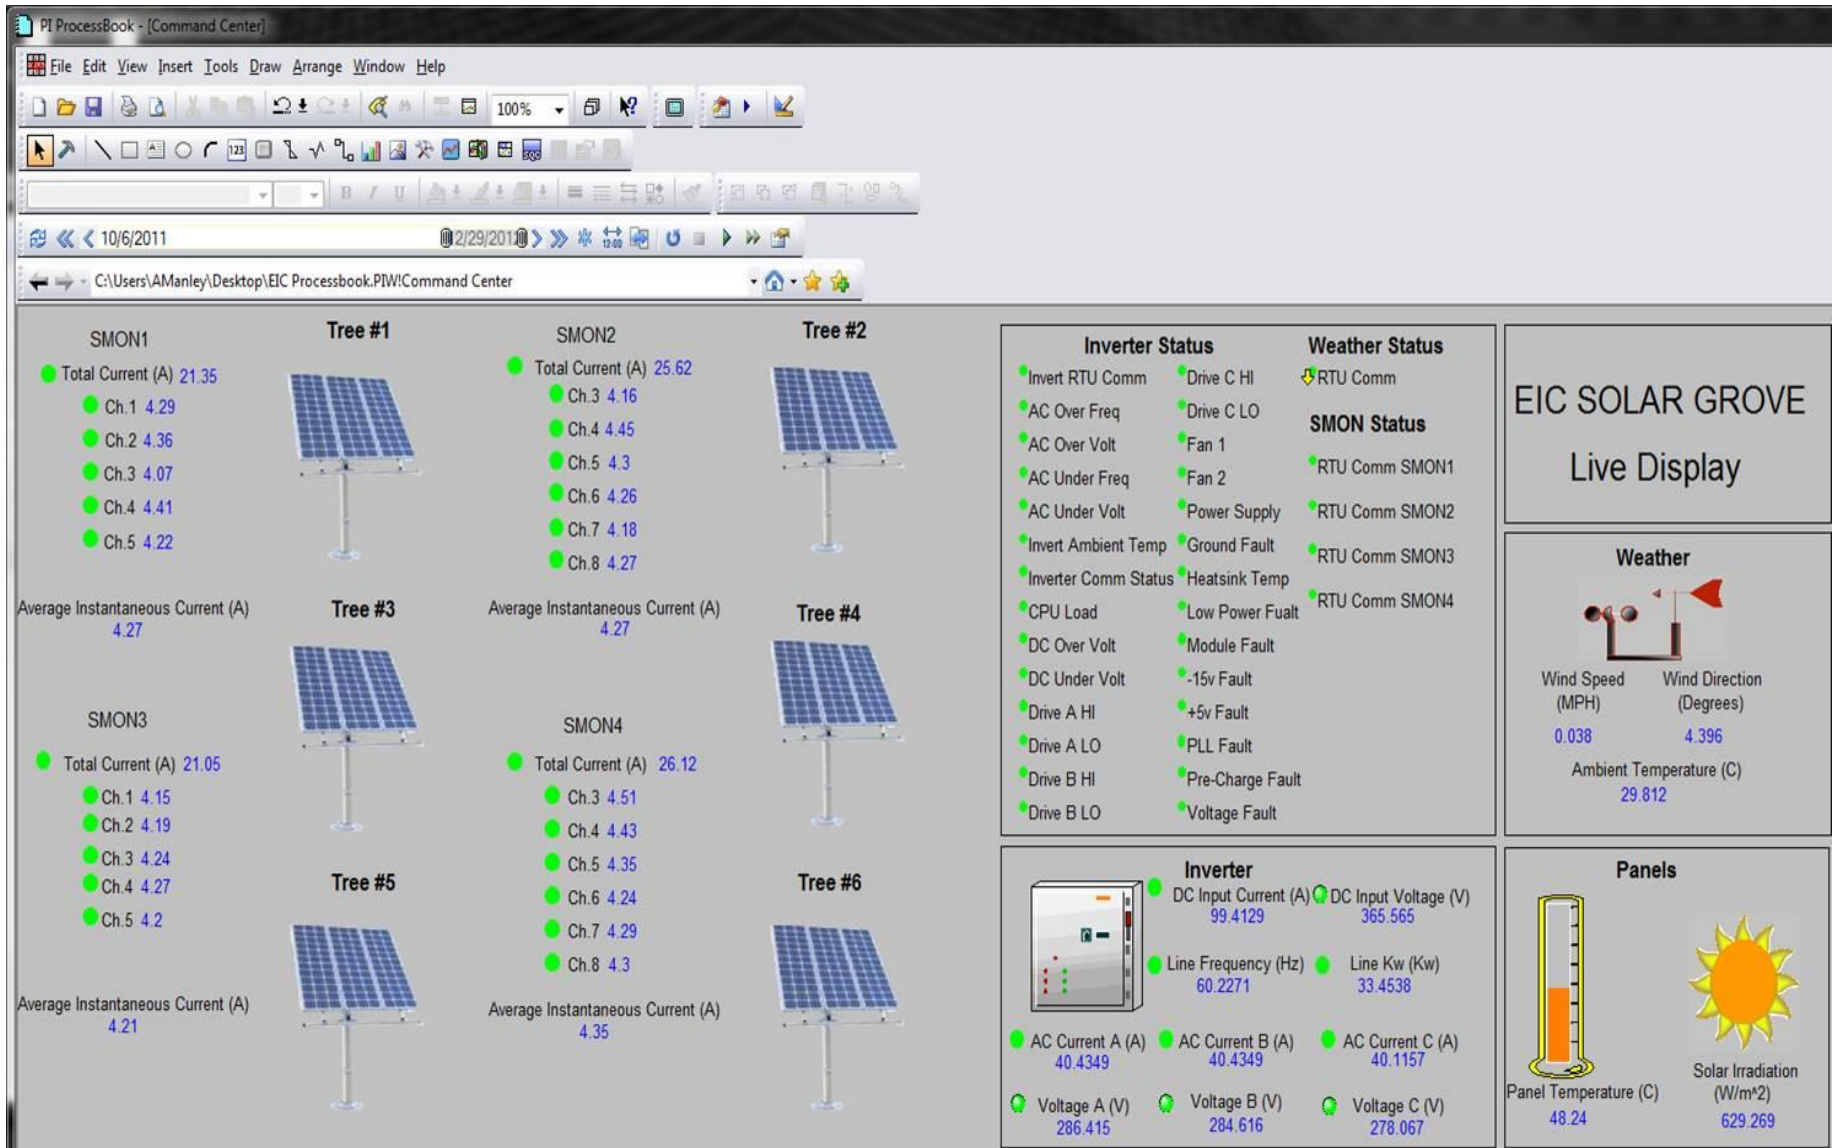 PI ProcessBook - [Command Center]
File Edit View Insert Tools Draw Arrange Window Help
100%
123
SQC
B I U
10/6/2011
12:00
C:\Users\AManley\Desktop\EIC Processbook.PIW!Command Center
SMON1
Total Current (A) 21.35
Ch.1 4.29
Ch.2 4.36
Ch.3 4.07
Ch.4 4.41
Ch.5 4.22
Average Instantaneous Current (A)
4.27
Tree #1
SMON2
Total Current (A) 25.62
Ch.3 4.16
Ch.4 4.45
Ch.5 4.3
Ch.6 4.26
Ch.7 4.18
Ch.8 4.27
Average Instantaneous Current (A)
4.27
Tree #2
Tree #3
Tree #4
SMON3
Total Current (A) 21.05
Ch.1 4.15
Ch.2 4.19
Ch.3 4.24
Ch.4 4.27
Ch.5 4.2
Average Instantaneous Current (A)
4.21
Tree #5
SMON4
Total Current (A) 26.12
Ch.3 4.51
Ch.4 4.43
Ch.5 4.35
Ch.6 4.24
Ch.7 4.29
Ch.8 4.3
Average Instantaneous Current (A)
4.35
Tree #6
Inverter Status
Invert RTU Comm
AC Over Freq
AC Over Volt
AC Under Freq
AC Under Volt
Invert Ambient Temp
Inverter Comm Status
CPU Load
DC Over Volt
DC Under Volt
Drive A HI
Drive A LO
Drive B HI
Drive B LO
Drive C HI
Drive C LO
Fan 1
Fan 2
Power Supply
Ground Fault
Heatsink Temp
Low Power Fualt
Module Fault
-15v Fault
+5v Fault
PLL Fault
Pre-Charge Fault
Voltage Fault
Weather Status
RTU Comm
SMON Status
RTU Comm SMON1
RTU Comm SMON2
RTU Comm SMON3
RTU Comm SMON4
EIC SOLAR GROVE
Live Display
Weather
Wind Speed
(MPH)
0.038
Wind Direction
(Degrees)
4.396
Ambient Temperature (C)
29.812
Inverter
DC Input Current (A)
99.4129
DC Input Voltage (V)
365.565
Line Frequency (Hz)
60.2271
Line Kw (Kw)
33.4538
AC Current A (A)
40.4349
AC Current B (A)
40.4349
AC Current C (A)
40.1157
Voltage A (V)
286.415
Voltage B (V)
284.616
Voltage C (V)
278.067
Panels
Panel Temperature (C)
48.24
Solar Irradiation
(W/m^2)
629.269